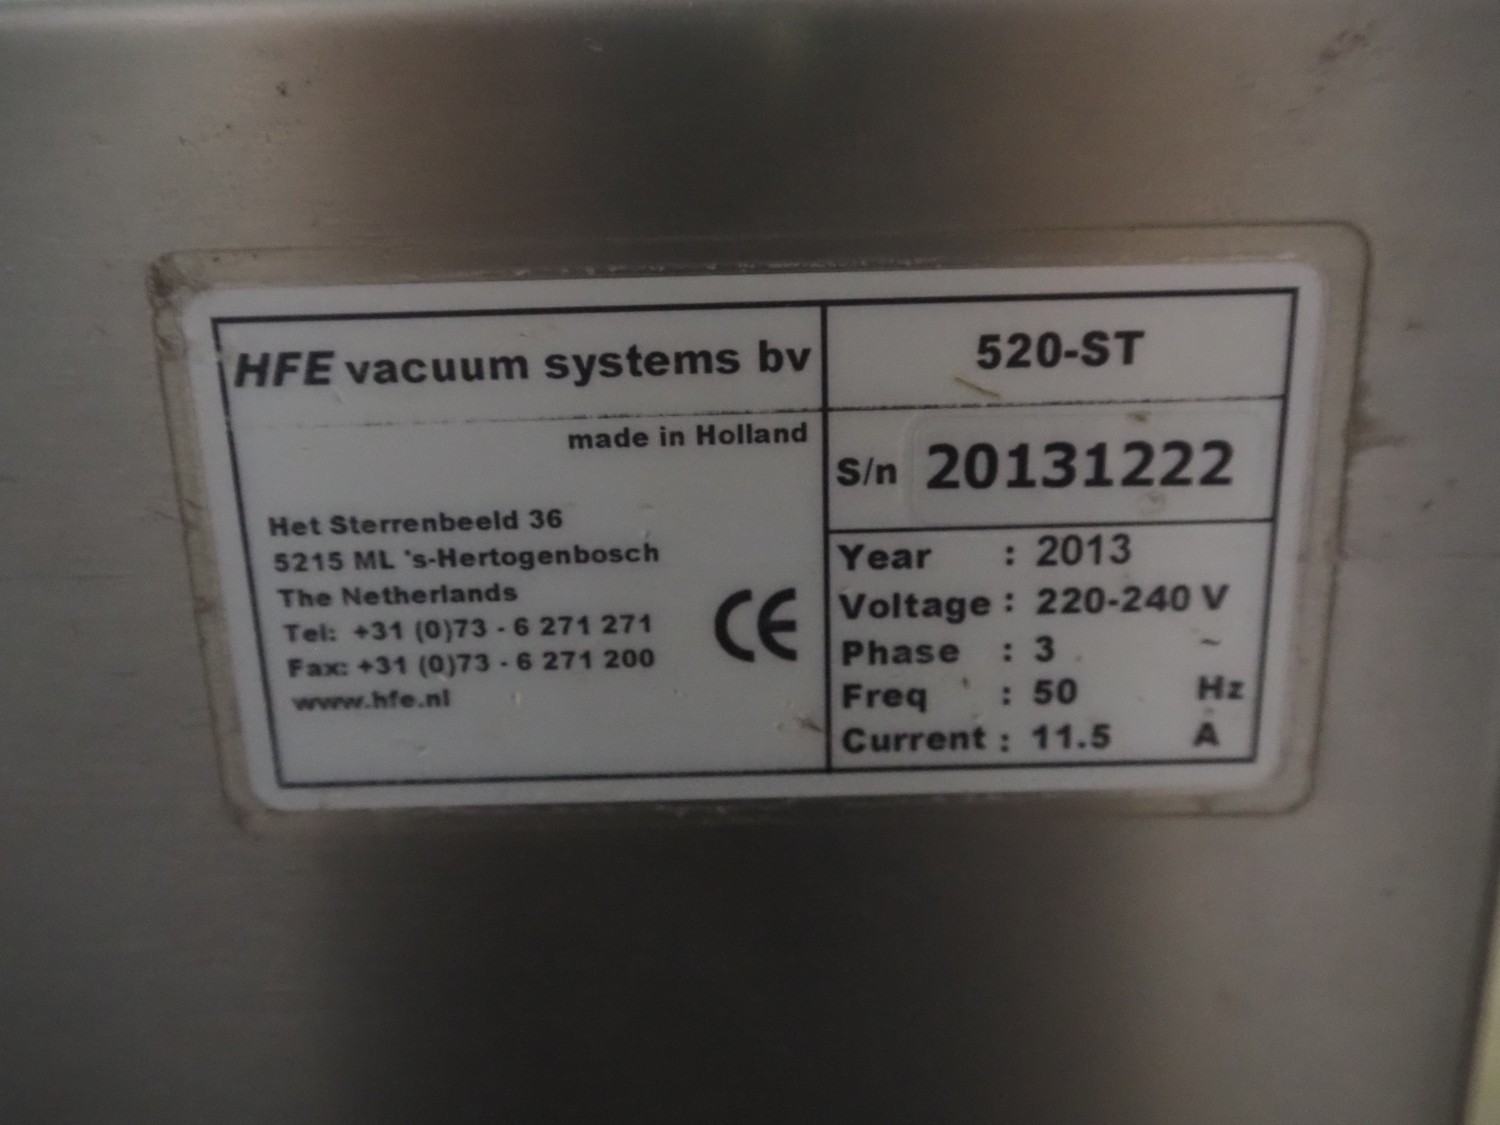 HFE vacuum systems bv
made in Holland
Het Sterrenbeeld 36
5215 ML 's-Hertogenbosch
The Netherlands
Tel: +31 (0)73 - 6 271 271
Fax: +31 (0)73 - 6 271 200
www.hfe.nl
CE
520-ST
S/n 20131222
Year : 2013
Voltage : 220-240 V
Phase : 3 ~
Freq : 50 Hz
Current : 11.5 A